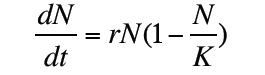 dN/dt = rN(1 − N/K)